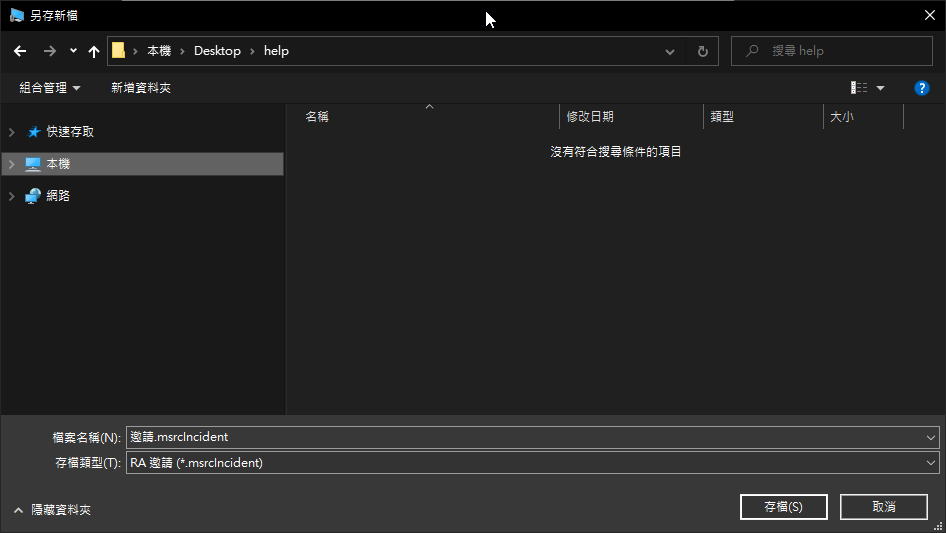 另存新檔
本機 Desktop help
搜尋 help
組合管理 新增資料夾
名稱 修改日期 類型 大小
沒有符合搜尋條件的項目
快速存取
本機
網路
檔案名稱(N): 邀請.msrcIncident
存檔類型(T): RA 邀請 (*.msrcIncident)
隱藏資料夾 存檔(S) 取消